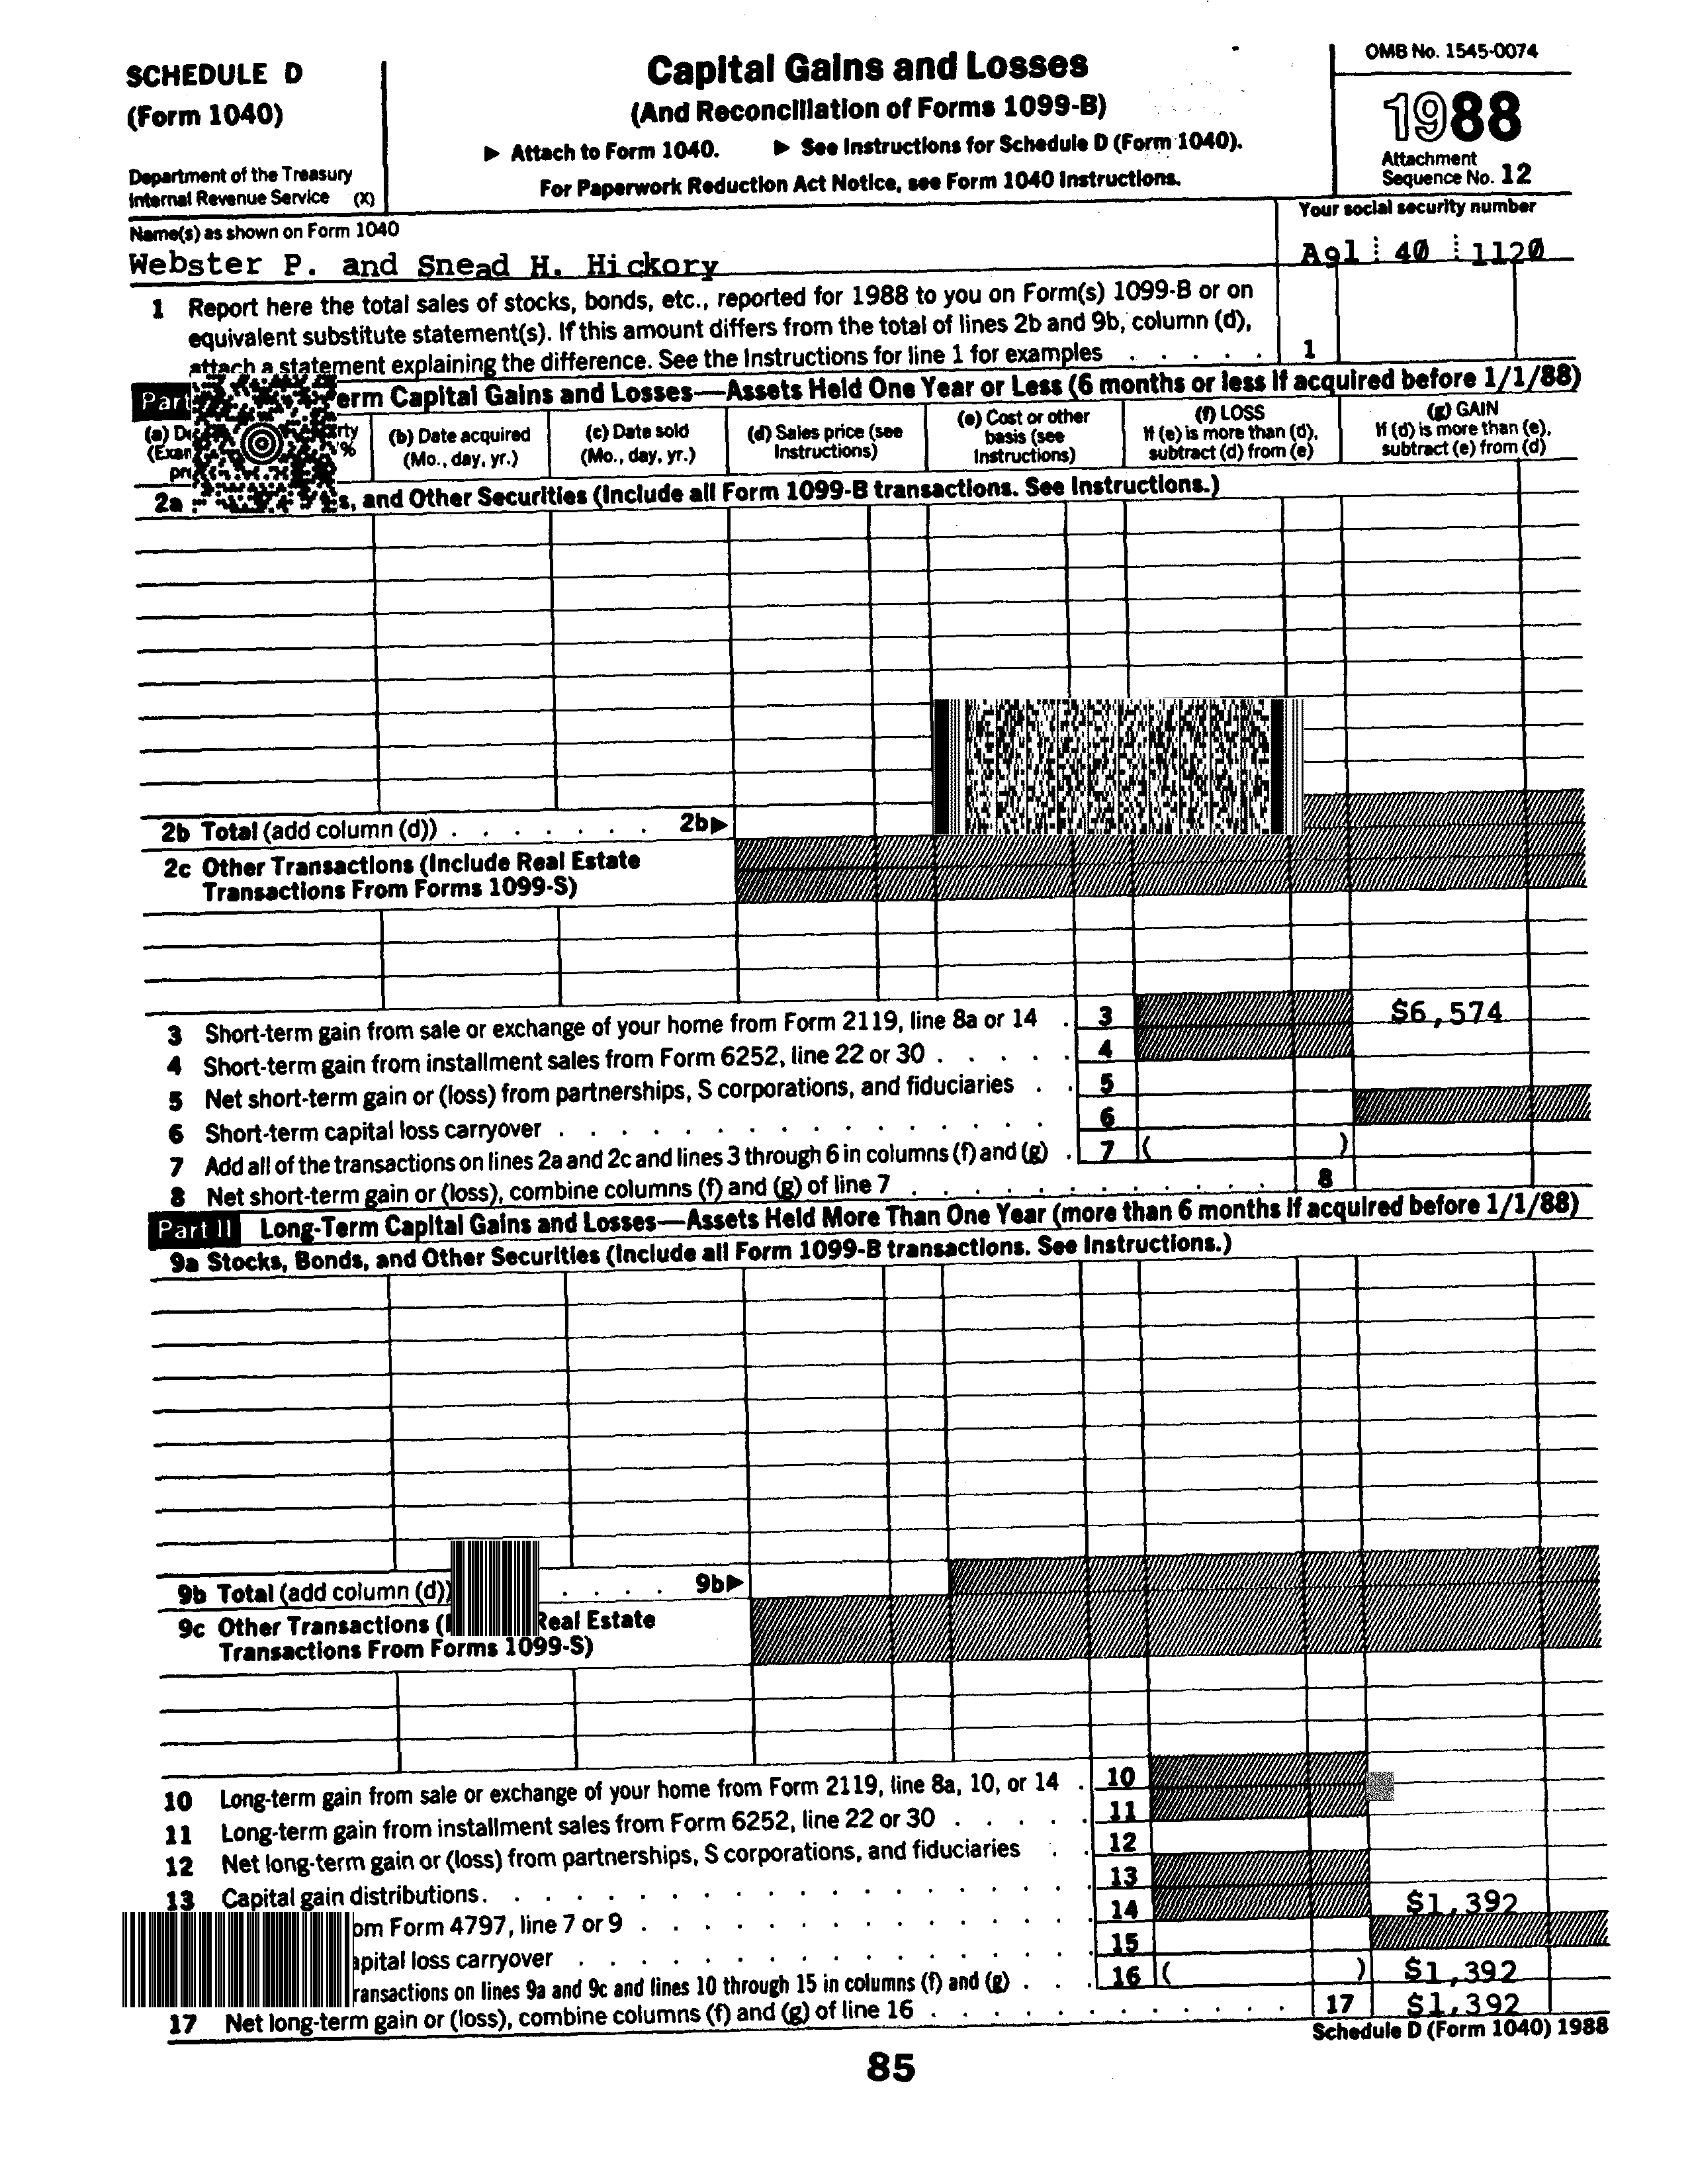 SCHEDULE D
(Form 1040)
Department of the Treasury
Internal Revenue Service (X)
Capital Gains and Losses
(And Reconciliation of Forms 1099-B)
▶ Attach to Form 1040. ▶ See Instructions for Schedule D (Form 1040).
For Paperwork Reduction Act Notice, see Form 1040 Instructions.
OMB No. 1545-0074
1988
Attachment
Sequence No. 12
Name(s) as shown on Form 1040
Webster P. and Snead H. Hickory
Your social security number
A91 40 1120
1 Report here the total sales of stocks, bonds, etc., reported for 1988 to you on Form(s) 1099-B or on
equivalent substitute statement(s). If this amount differs from the total of lines 2b and 9b, column (d),
attach a statement explaining the difference. See the Instructions for line 1 for examples . . . . . 1
Part erm Capital Gains and Losses—Assets Held One Year or Less (6 months or less if acquired before 1/1/88)
(b) Date acquired
(Mo., day, yr.)
(c) Date sold
(Mo., day, yr.)
(d) Sales price (see
Instructions)
(e) Cost or other
basis (see
Instructions)
(f) LOSS
If (e) is more than (d),
subtract (d) from (e)
(g) GAIN
If (d) is more than (e),
subtract (e) from (d)
2a s, and Other Securities (Include all Form 1099-B transactions. See Instructions.)
2b Total (add column (d)) . . . . . . . 2b▶
2c Other Transactions (Include Real Estate
Transactions From Forms 1099-S)
3 Short-term gain from sale or exchange of your home from Form 2119, line 8a or 14 . 3 $6,574
4 Short-term gain from installment sales from Form 6252, line 22 or 30 . . . . . 4
5 Net short-term gain or (loss) from partnerships, S corporations, and fiduciaries . . 5
6 Short-term capital loss carryover . . . . . . . . . . . . . 6
7 Add all of the transactions on lines 2a and 2c and lines 3 through 6 in columns (f) and (g) . 7 ( )
8 Net short-term gain or (loss), combine columns (f) and (g) of line 7 . . . . . . . . . . 8
Part II Long-Term Capital Gains and Losses—Assets Held More Than One Year (more than 6 months if acquired before 1/1/88)
9a Stocks, Bonds, and Other Securities (Include all Form 1099-B transactions. See Instructions.)
9b Total (add column (d)) . . . . 9b▶
9c Other Transactions ( Real Estate
Transactions From Forms 1099-S)
10 Long-term gain from sale or exchange of your home from Form 2119, line 8a, 10, or 14 . 10
11 Long-term gain from installment sales from Form 6252, line 22 or 30 . . . . . 11
12 Net long-term gain or (loss) from partnerships, S corporations, and fiduciaries . . 12
13 Capital gain distributions. . . . . . . . . . . . . . . . 13
om Form 4797, line 7 or 9 . . . . . . . . . . . . 14 $1,392
apital loss carryover . . . . . . . . . . . . . 15
ransactions on lines 9a and 9c and lines 10 through 15 in columns (f) and (g) . . . 16 ( ) $1,392
17 Net long-term gain or (loss), combine columns (f) and (g) of line 16 . . . . . . . . . . 17 $1,392
Schedule D (Form 1040) 1988
85